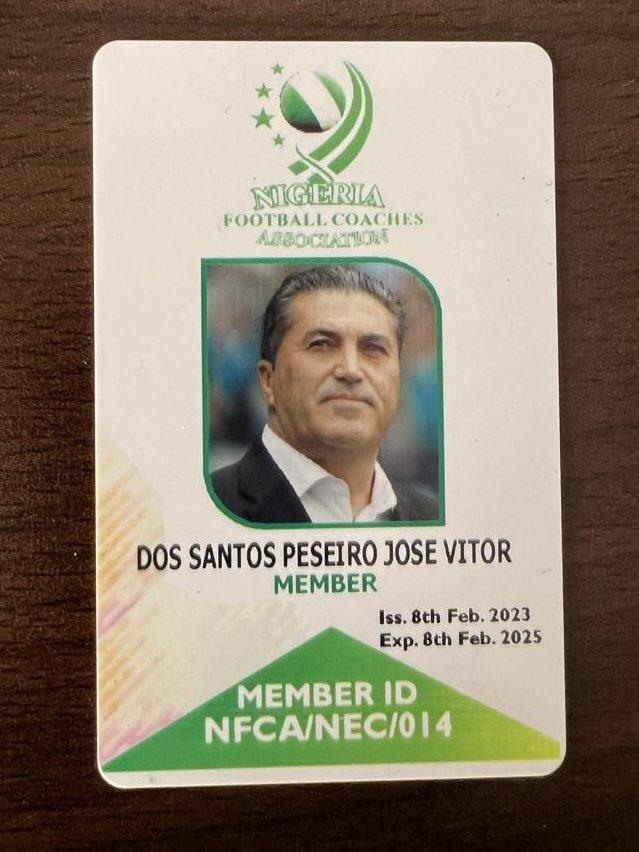 NIGERIA
FOOTBALL COACHES
ASSOCIATION
DOS SANTOS PESEIRO JOSE VITOR
MEMBER
Iss. 8th Feb. 2023
Exp. 8th Feb. 2025
MEMBER ID
NFCA/NEC/014